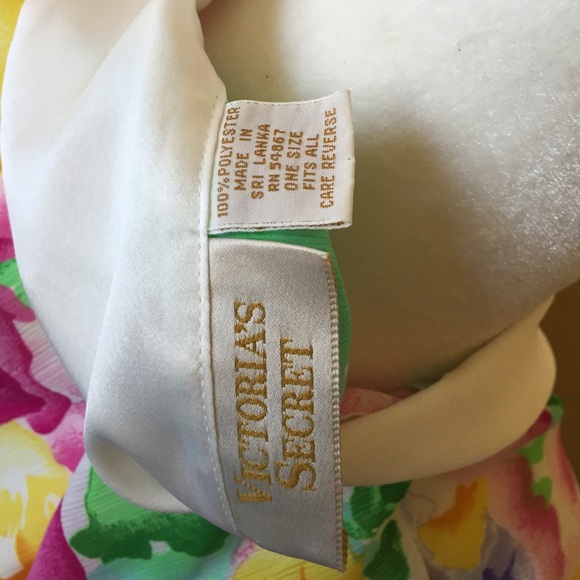 100% POLYESTER
MADE IN
SRI LANKA
RN 54867
ONE SIZE
FITS ALL
CARE REVERSE
VICTORIA'S
SECRET